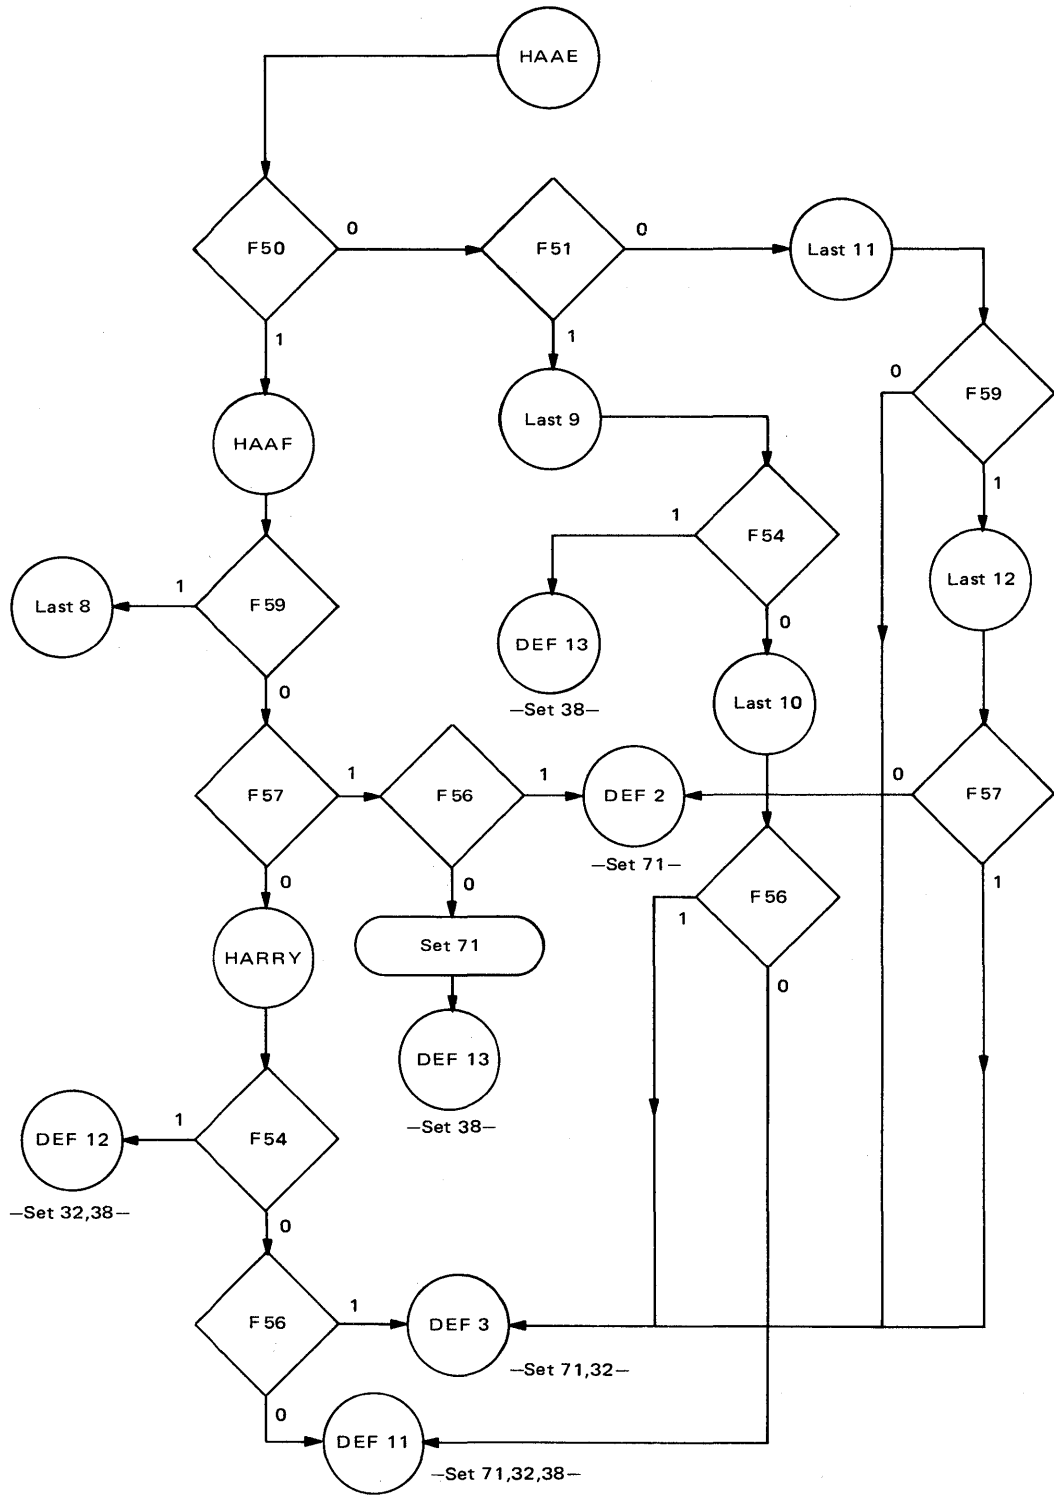 HAAE
F50
0
F51
0
Last 11
1
1
0
F59
HAAF
Last 9
1
1
F54
Last 12
Last 8
1
F59
DEF 13
0
—Set 38—
0
Last 10
F57
1
F56
1
DEF 2
0
F57
—Set 71—
0
0
1
F56
1
HARRY
Set 71
0
DEF 13
—Set 38—
DEF 12
1
F54
—Set 32,38—
0
F56
1
DEF 3
—Set 71,32—
0
DEF 11
—Set 71,32,38—